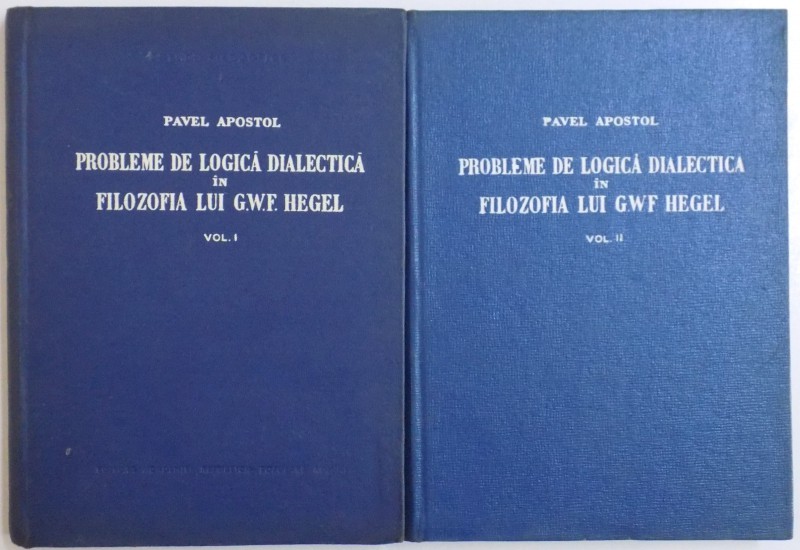 PAVEL APOSTOL
PROBLEME DE LOGICĂ DIALECTICĂ
ÎN
FILOZOFIA LUI G.W.F. HEGEL
VOL. I
PAVEL APOSTOL
PROBLEME DE LOGICĂ DIALECTICA
ÎN
FILOZOFIA LUI G.WF HEGEL
VOL. II